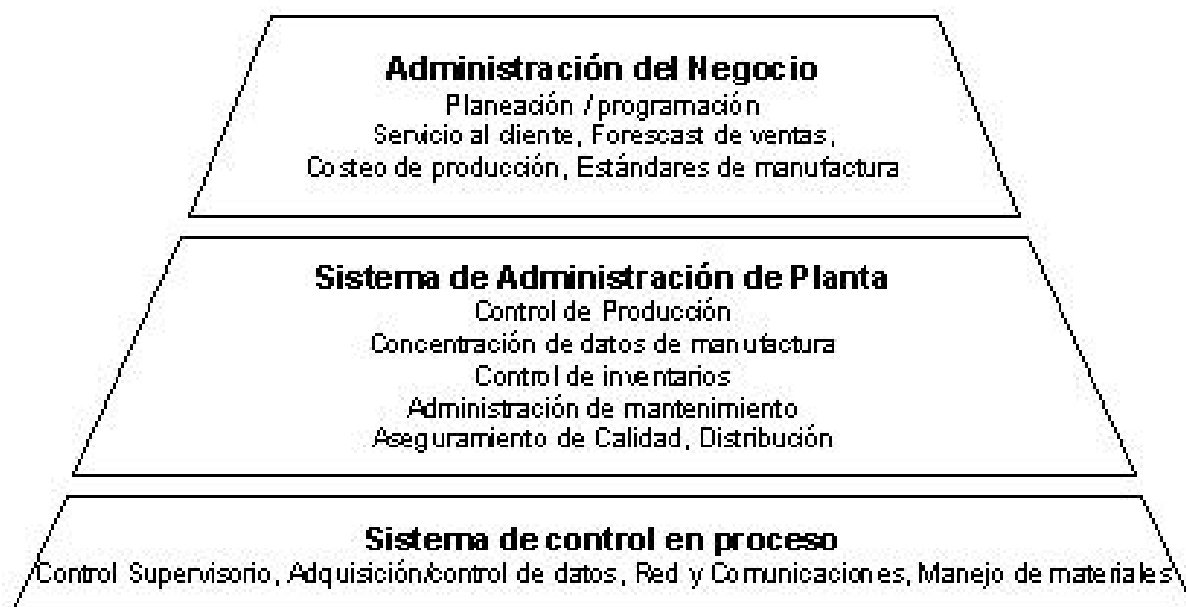 Administración del Negocio
Planeación / programación
Servicio al cliente, Forescast de ventas,
Costeo de producción, Estándares de manufactura
Sistema de Administración de Planta
Control de Producción
Concentración de datos de manufactura
Control de inventarios
Administración de mantenimiento
Aseguramiento de Calidad, Distribución
Sistema de control en proceso
Control Supervisorio, Adquisición/control de datos, Red y Comunicaciones, Manejo de materiales